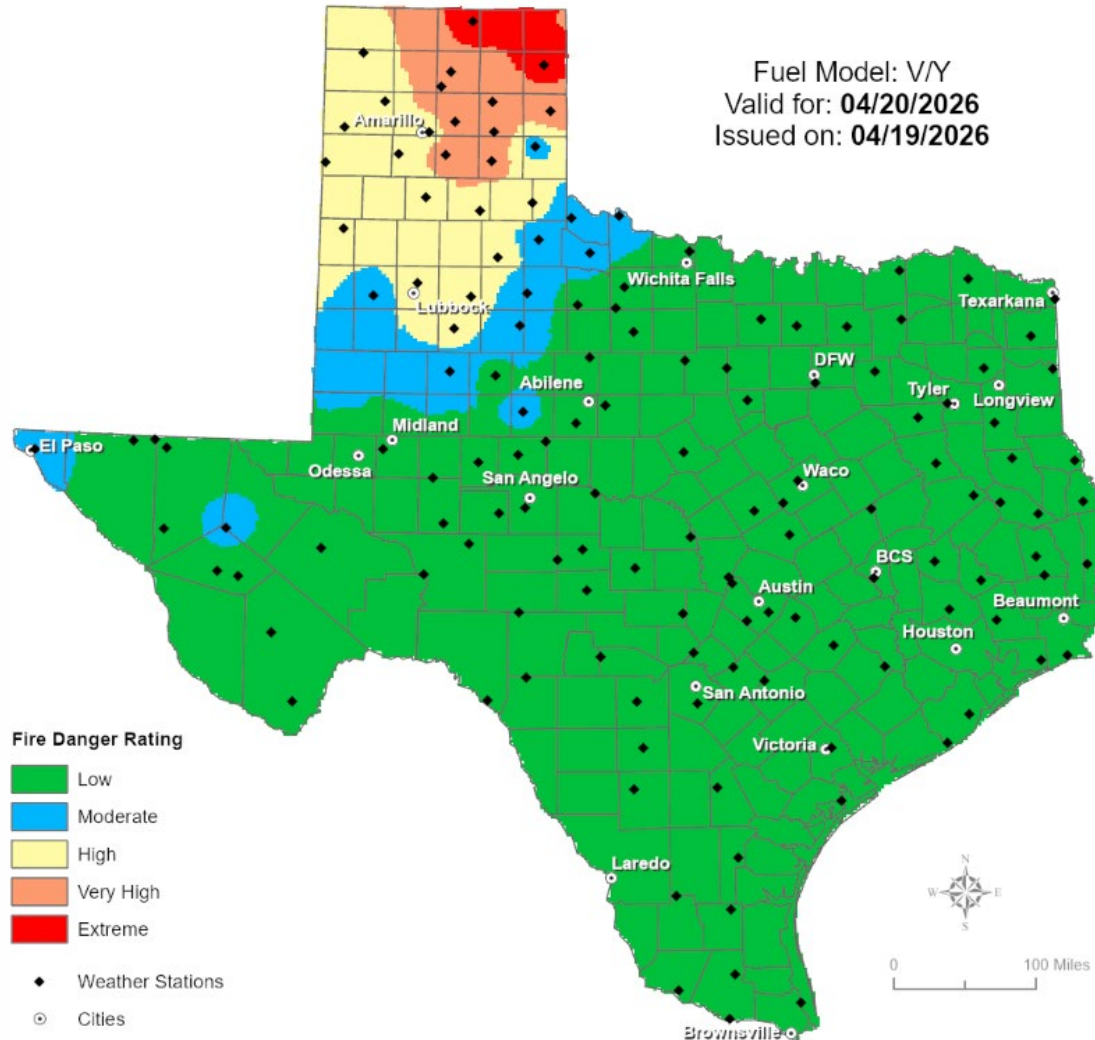 Fuel Model: V/Y
Valid for: 04/20/2026
Issued on: 04/19/2026
Amarillo
Wichita Falls
Lubbock
Texarkana
DFW
Abilene
Tyler
Longview
Midland
El Paso
Odessa
San Angelo
Waco
BCS
Austin
Beaumont
Houston
San Antonio
Victoria
Laredo
Brownsville
Fire Danger Rating
Low
Moderate
High
Very High
Extreme
Weather Stations
Cities
N
W E
S
0 100 Miles